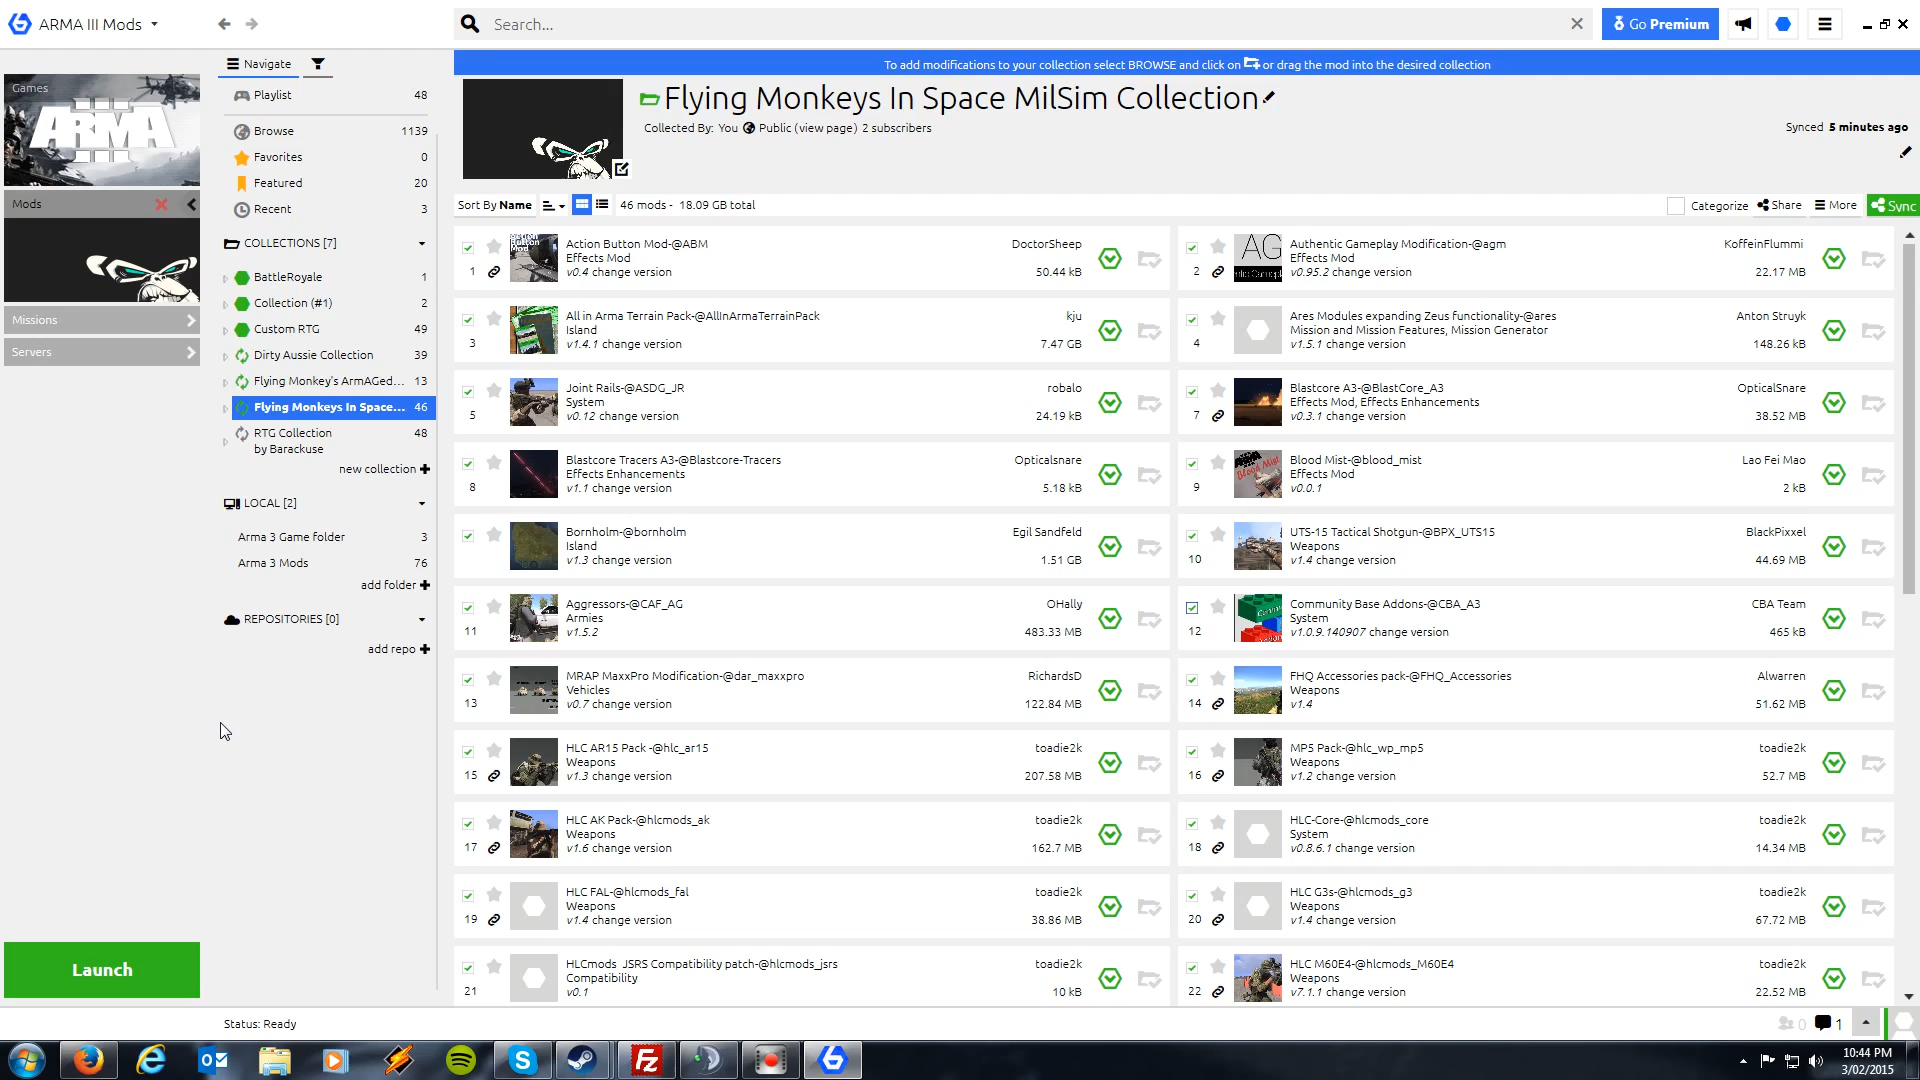 ARMA III Mods
Search...
Go Premium
Games
ARMA III
Mods
Missions
Servers
Launch
Navigate
Playlist 48
Browse 1139
Favorites 0
Featured 20
Recent 3
COLLECTIONS [7]
BattleRoyale 1
Collection (#1) 2
Custom RTG 49
Dirty Aussie Collection 39
Flying Monkey's ArmAGed... 13
Flying Monkeys In Space... 46
RTG Collection 48
by Barackuse
new collection
LOCAL [2]
Arma 3 Game folder 3
Arma 3 Mods 76
add folder
REPOSITORIES [0]
add repo
To add modifications to your collection select BROWSE and click on or drag the mod into the desired collection
Flying Monkeys In Space MilSim Collection
Collected By: You Public (view page) 2 subscribers
Synced 5 minutes ago
Sort By Name 46 mods - 18.09 GB total Categorize Share More Sync
Action Button Mod-@ABM DoctorSheep
Effects Mod
1 v0.4 change version 50.44 kB
Authentic Gameplay Modification-@agm KoffeinFlummi
Effects Mod
2 v0.95.2 change version 22.17 MB
All in Arma Terrain Pack-@AllInArmaTerrainPack kju
Island
3 v1.4.1 change version 7.47 GB
Ares Modules expanding Zeus functionality-@ares Anton Struyk
Mission and Mission Features, Mission Generator
4 v1.5.1 change version 148.26 kB
Joint Rails-@ASDG_JR robalo
System
5 v0.12 change version 24.19 kB
Blastcore A3-@BlastCore_A3 OpticalSnare
Effects Mod, Effects Enhancements
7 v0.3.1 change version 38.52 MB
Blastcore Tracers A3-@Blastcore-Tracers Opticalsnare
Effects Enhancements
8 v1.1 change version 5.18 kB
Blood Mist-@blood_mist Lao Fei Mao
Effects Mod
9 v0.0.1 2 kB
Bornholm-@bornholm Egil Sandfeld
Island
v1.3 change version 1.51 GB
UTS-15 Tactical Shotgun-@BPX_UTS15 BlackPixxel
Weapons
10 v1.4 change version 44.69 MB
Aggressors-@CAF_AG OHally
Armies
11 v1.5.2 483.33 MB
Community Base Addons-@CBA_A3 CBA Team
System
12 v1.0.9.140907 change version 465 kB
MRAP MaxxPro Modification-@dar_maxxpro RichardsD
Vehicles
13 v0.7 change version 122.84 MB
FHQ Accessories pack-@FHQ_Accessories Alwarren
Weapons
14 v1.4 51.62 MB
HLC AR15 Pack -@hlc_ar15 toadie2k
Weapons
15 v1.3 change version 207.58 MB
MP5 Pack-@hlc_wp_mp5 toadie2k
Weapons
16 v1.2 change version 52.7 MB
HLC AK Pack-@hlcmods_ak toadie2k
Weapons
17 v1.6 change version 162.7 MB
HLC-Core-@hlcmods_core toadie2k
System
18 v0.8.6.1 change version 14.34 MB
HLC FAL-@hlcmods_fal toadie2k
Weapons
19 v1.4 change version 38.86 MB
HLC G3s-@hlcmods_g3 toadie2k
Weapons
20 v1.4 change version 67.72 MB
HLCmods JSRS Compatibility patch-@hlcmods_jsrs toadie2k
Compatibility
21 v0.1 10 kB
HLC M60E4-@hlcmods_M60E4 toadie2k
Weapons
22 v7.1.1 change version 22.52 MB
Status: Ready
0 1
10:44 PM
3/02/2015